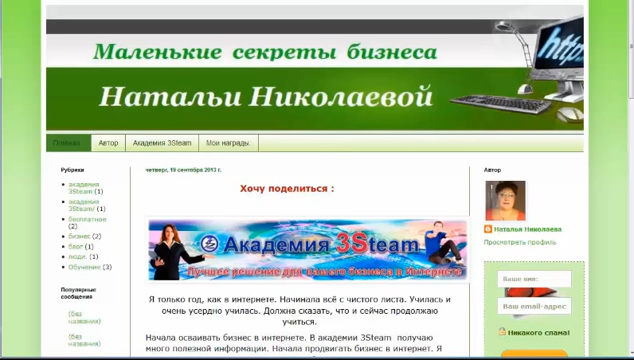 Маленькие секреты бизнеса
http:
Натальи Николаевой
Главная
Автор
Академия 3Steam
Мои награды.
Рубрики
академия 3Steam (1)
академия 3Steam/ (1)
бесплатное (2)
бизнес (2)
блог (1)
люди. (1)
Обучение (3)
Популярные сообщения
(без названия)
(без названия)
четверг, 19 сентября 2013 г.
Хочу поделиться :
Академия 3Steam
Лучшее решение для вашего бизнеса в Интернете
Я только год, как в интернете. Начинала всё с чистого листа. Училась и
очень усердно училась. Должна сказать, что и сейчас продолжаю
учиться.
Начала осваивать бизнес в интернете. В академии 3Steam получаю
много полезной информации. Начала продвигать бизнес в интернет. Я
Автор
Наталья Николаева
Просмотреть профиль
Ваше имя:
Ваш email-адрес
Никакого спама!